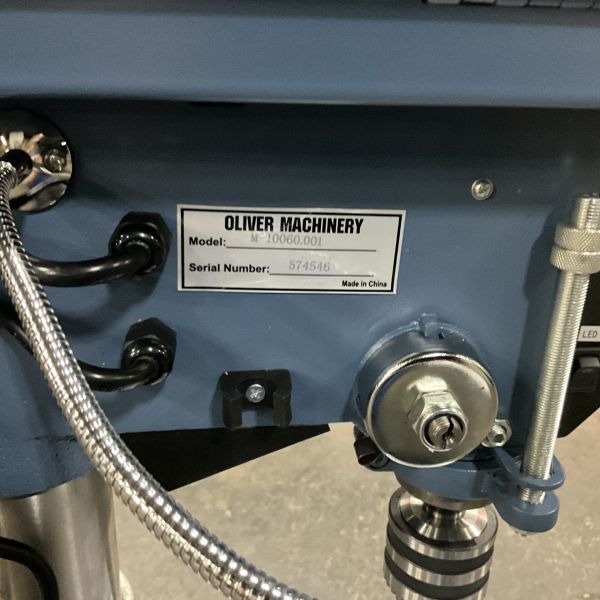 OLIVER MACHINERY
Model: M-10060.001
Serial Number: 574546
Made in China
LED